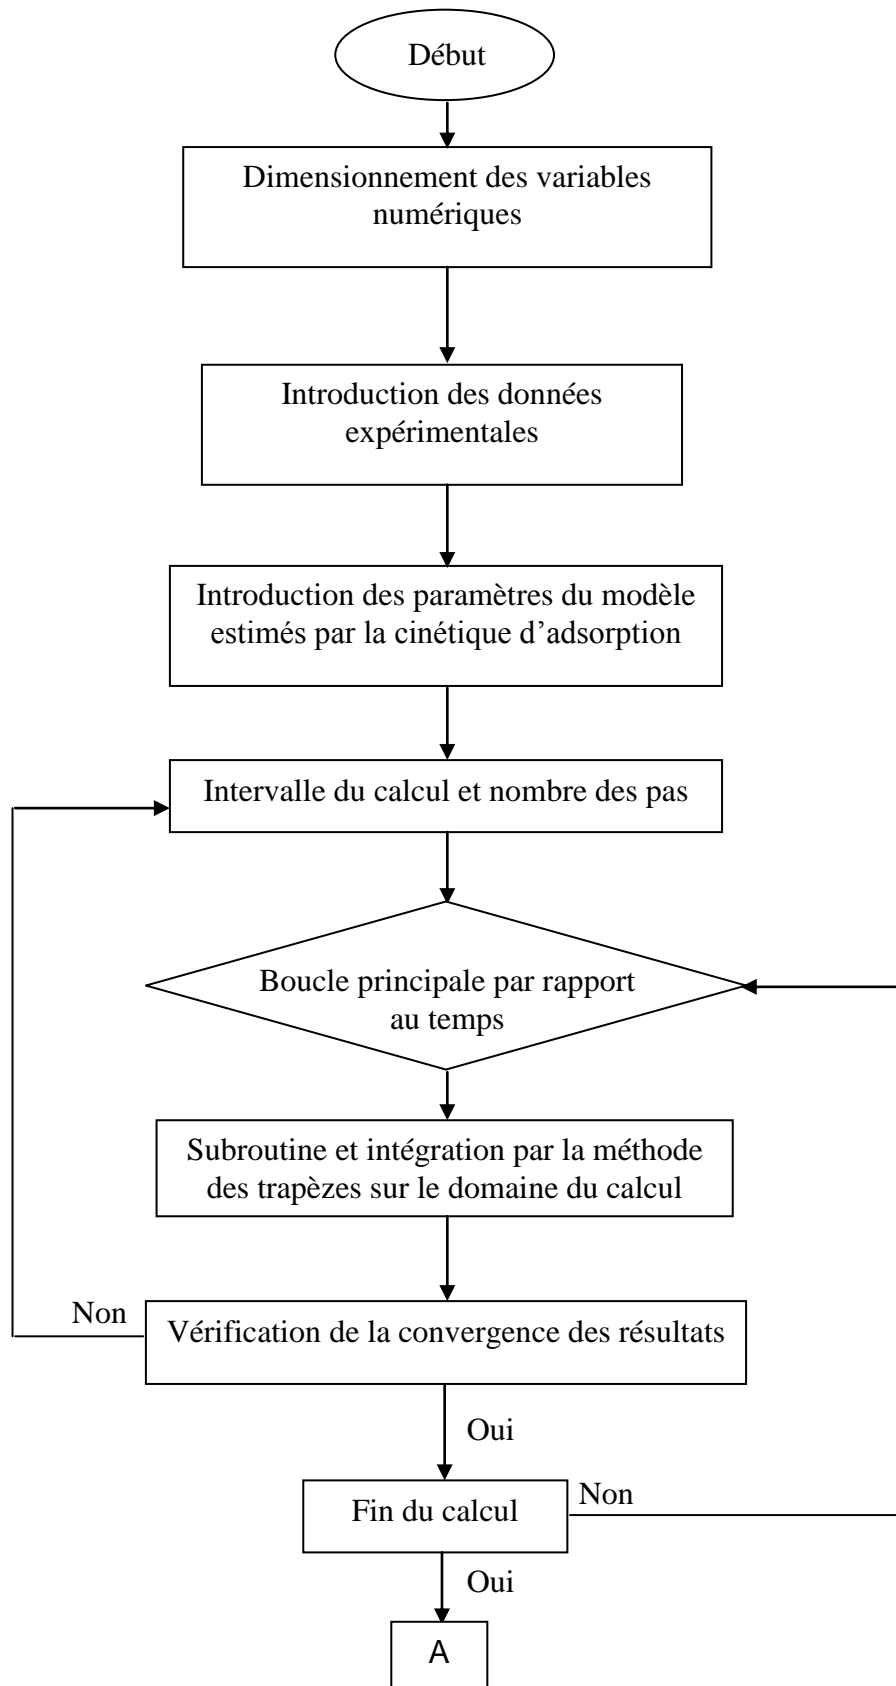 Début
Dimensionnement des variables
numériques
Introduction des données
expérimentales
Introduction des paramètres du modèle
estimés par la cinétique d’adsorption
Intervalle du calcul et nombre des pas
Boucle principale par rapport
au temps
Subroutine et intégration par la méthode
des trapèzes sur le domaine du calcul
Non
Vérification de la convergence des résultats
Oui
Fin du calcul
Non
Oui
A